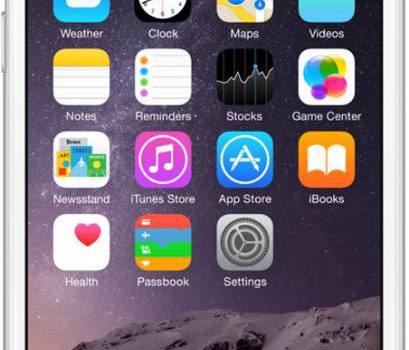 Weather Clock Maps Videos
Notes Reminders Stocks Game Center
Newsstand iTunes Store App Store iBooks
Health Passbook Settings